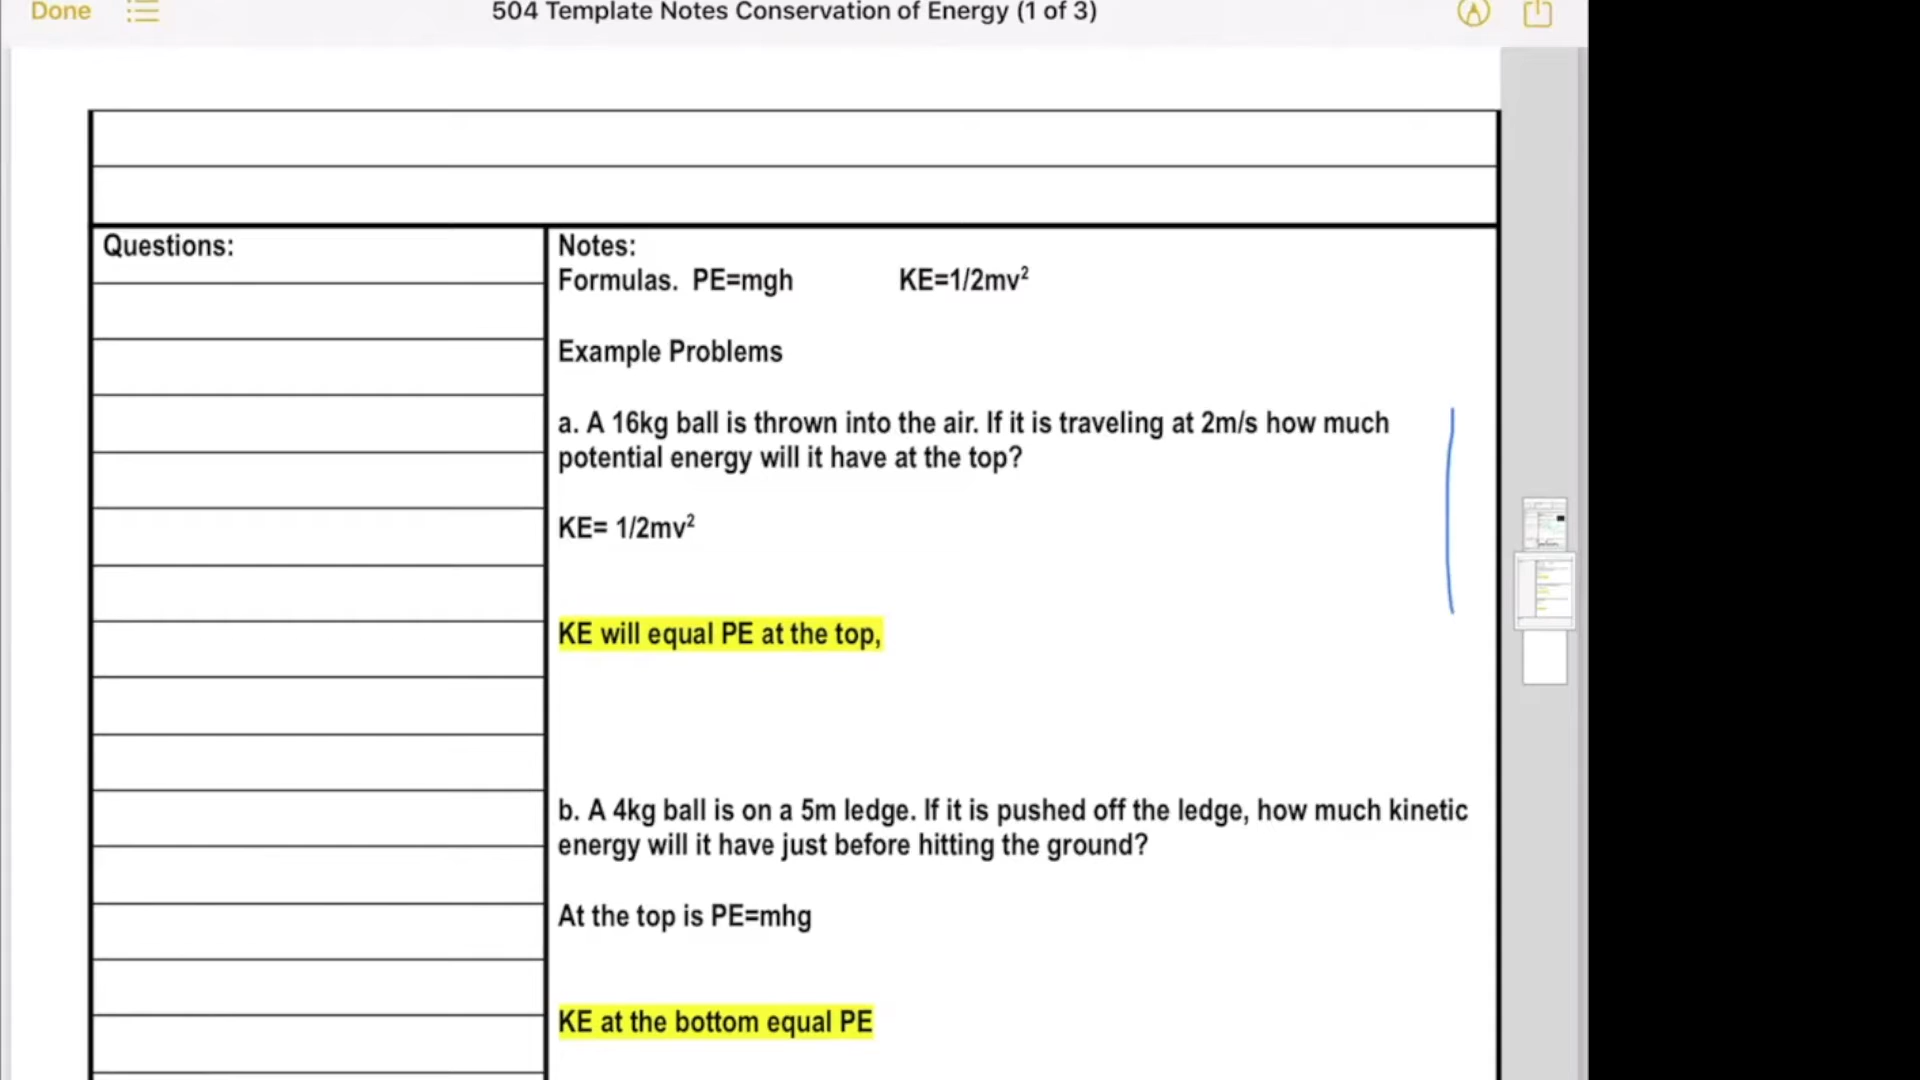 Done
504 Template Notes Conservation of Energy (1 of 3)
Questions:
Notes:
Formulas. PE=mgh KE=1/2mv²
Example Problems
a. A 16kg ball is thrown into the air. If it is traveling at 2m/s how much
potential energy will it have at the top?
KE= 1/2mv²
KE will equal PE at the top,
b. A 4kg ball is on a 5m ledge. If it is pushed off the ledge, how much kinetic
energy will it have just before hitting the ground?
At the top is PE=mhg
KE at the bottom equal PE